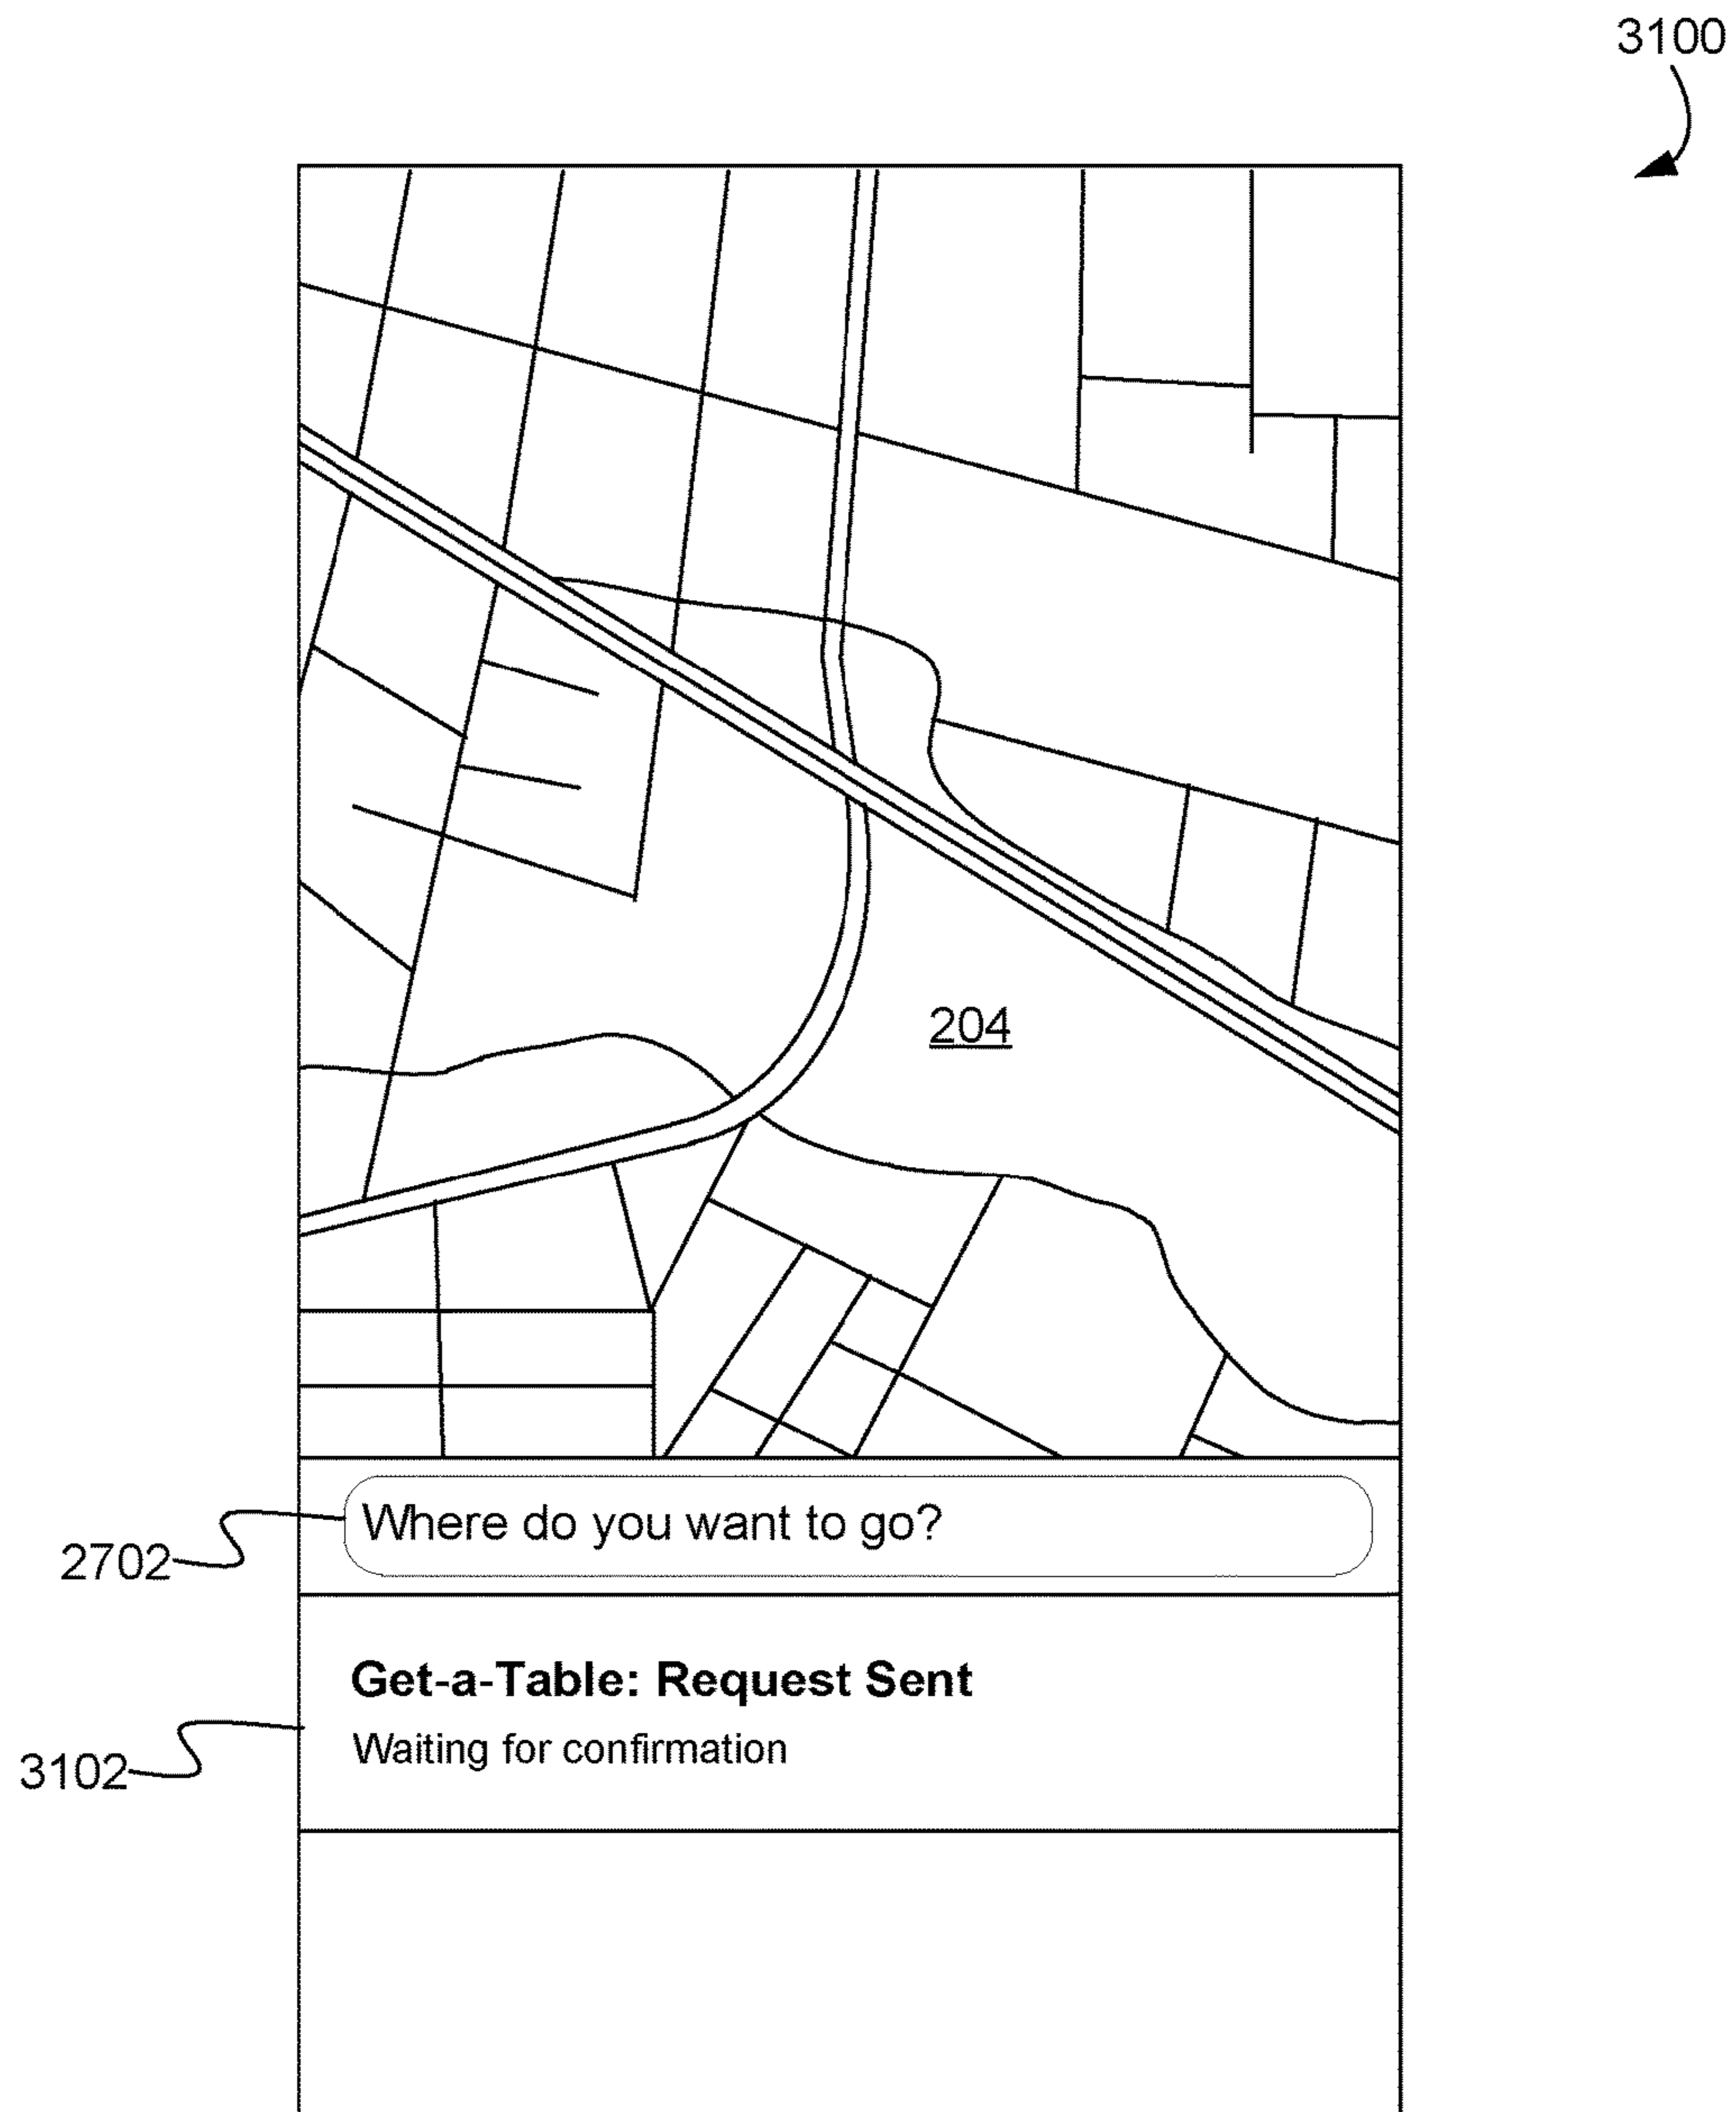 3100
204
Where do you want to go?
2702
Get-a-Table: Request Sent
Waiting for confirmation
3102